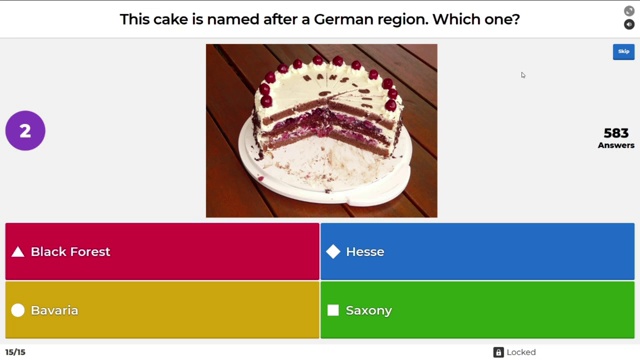 This cake is named after a German region. Which one?
Skip
2
583
Answers
Black Forest
Hesse
Bavaria
Saxony
15/15
Locked